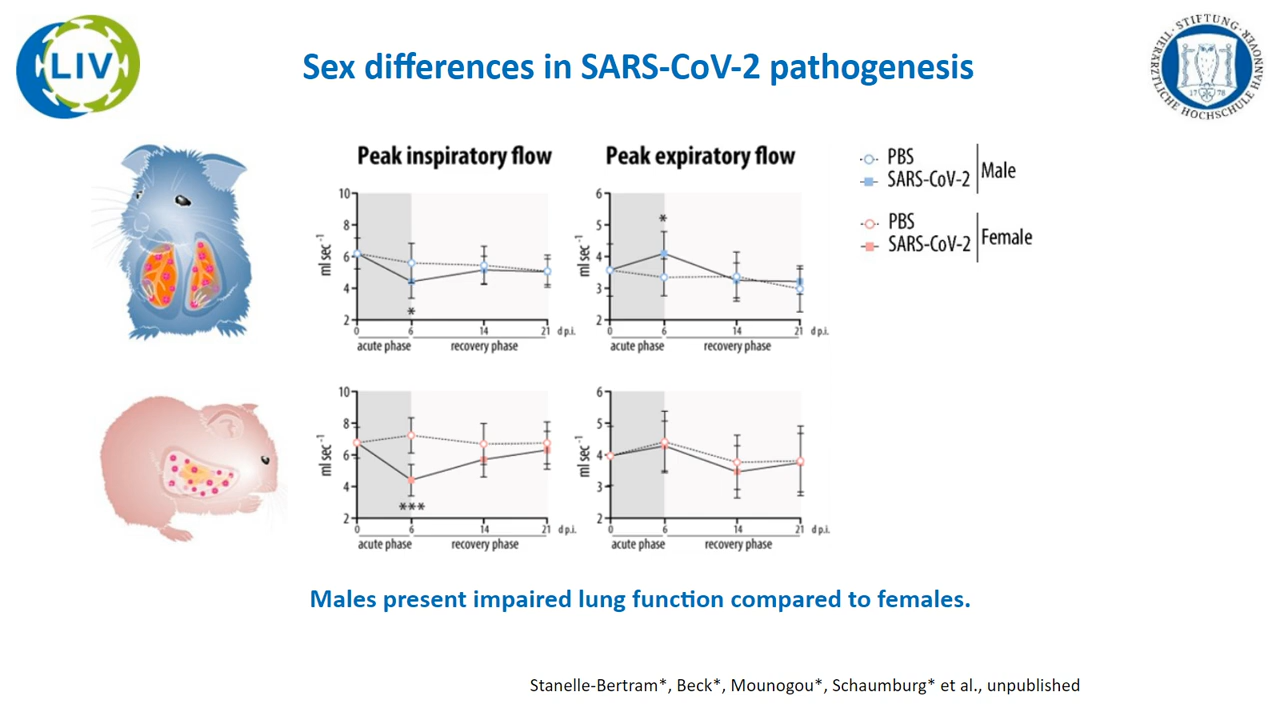 LIV
STIFTUNG · TIERÄRZTLICHE HOCHSCHULE HANNOVER ·
1778
Sex differences in SARS-CoV-2 pathogenesis
Peak inspiratory flow
Peak expiratory flow
PBS
SARS-CoV-2
Male
PBS
SARS-CoV-2
Female
10
8
6
4
2
ml sec⁻¹
*
0 6 14 21 d p.i.
acute phase recovery phase
6
5
4
3
2
ml sec⁻¹
*
0 6 14 21 d p.i.
acute phase recovery phase
10
8
6
4
2
ml sec⁻¹
***
0 6 14 21 d p.i.
acute phase recovery phase
6
5
4
3
2
ml sec⁻¹
0 6 14 21 d p.i.
acute phase recovery phase
Males present impaired lung function compared to females.
Stanelle-Bertram*, Beck*, Mounogou*, Schaumburg* et al., unpublished